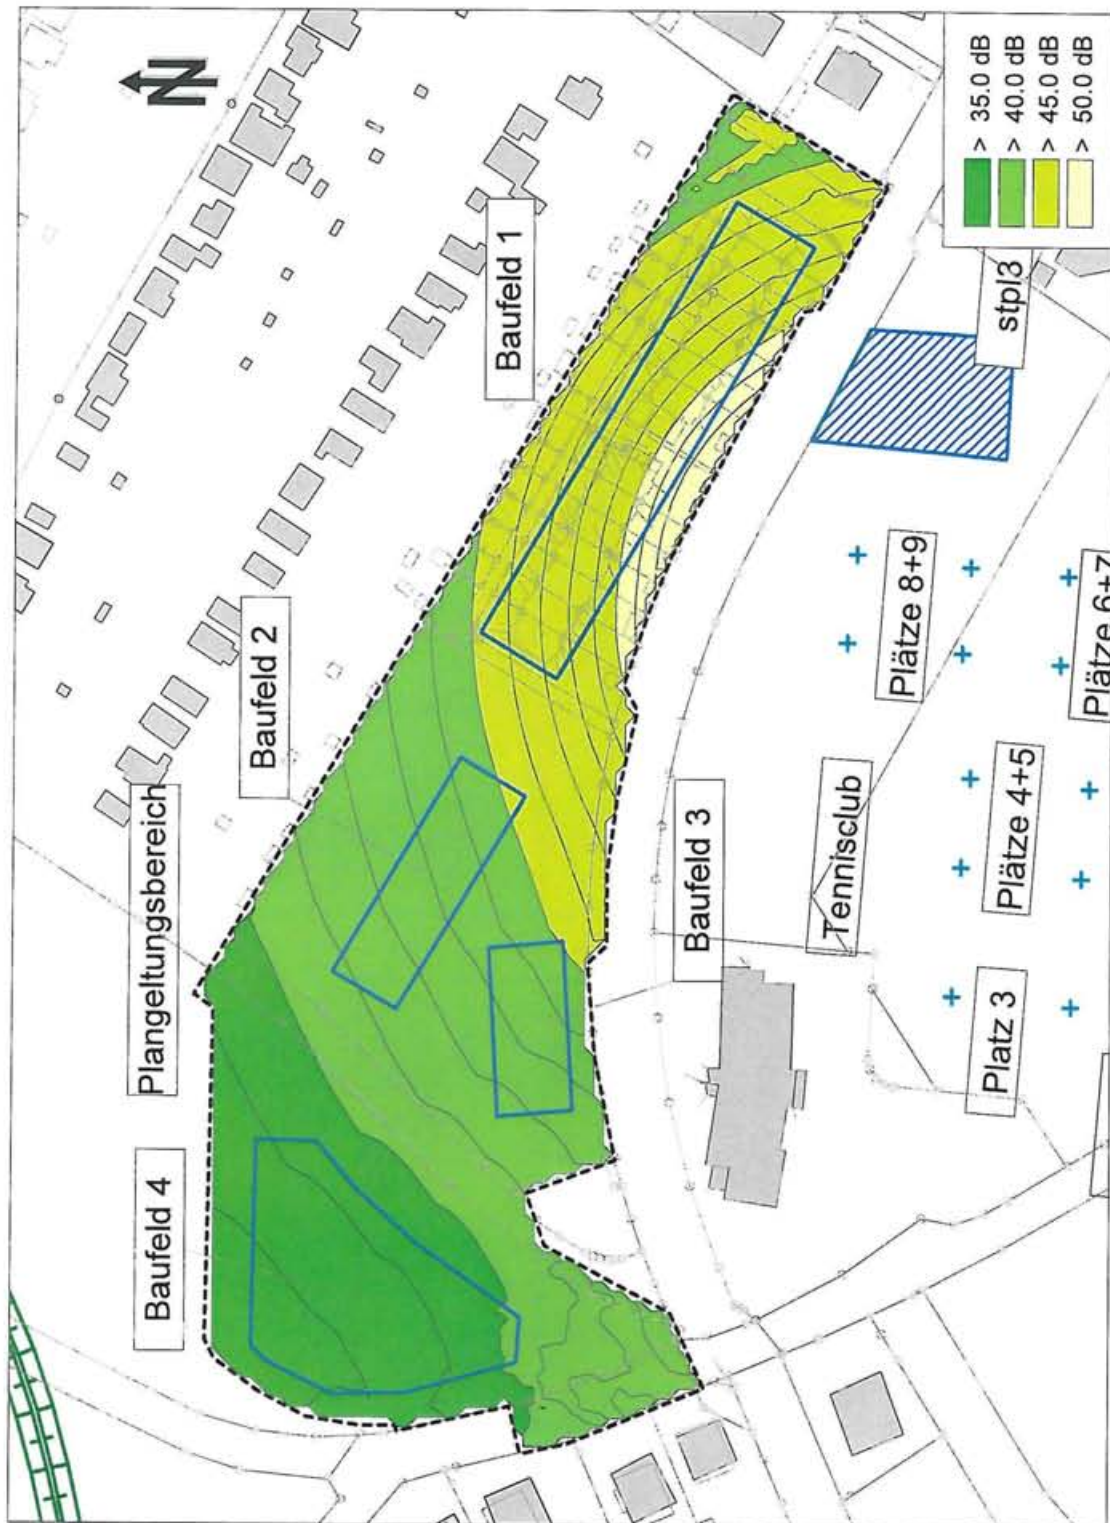 N
Plangeltungsbereich
Baufeld 4
Baufeld 2
Baufeld 1
Baufeld 3
Tennisclub
Platz 3
Plätze 4+5
Plätze 8+9
Plätze 6+7
stpl3
> 35.0 dB
> 40.0 dB
> 45.0 dB
> 50.0 dB